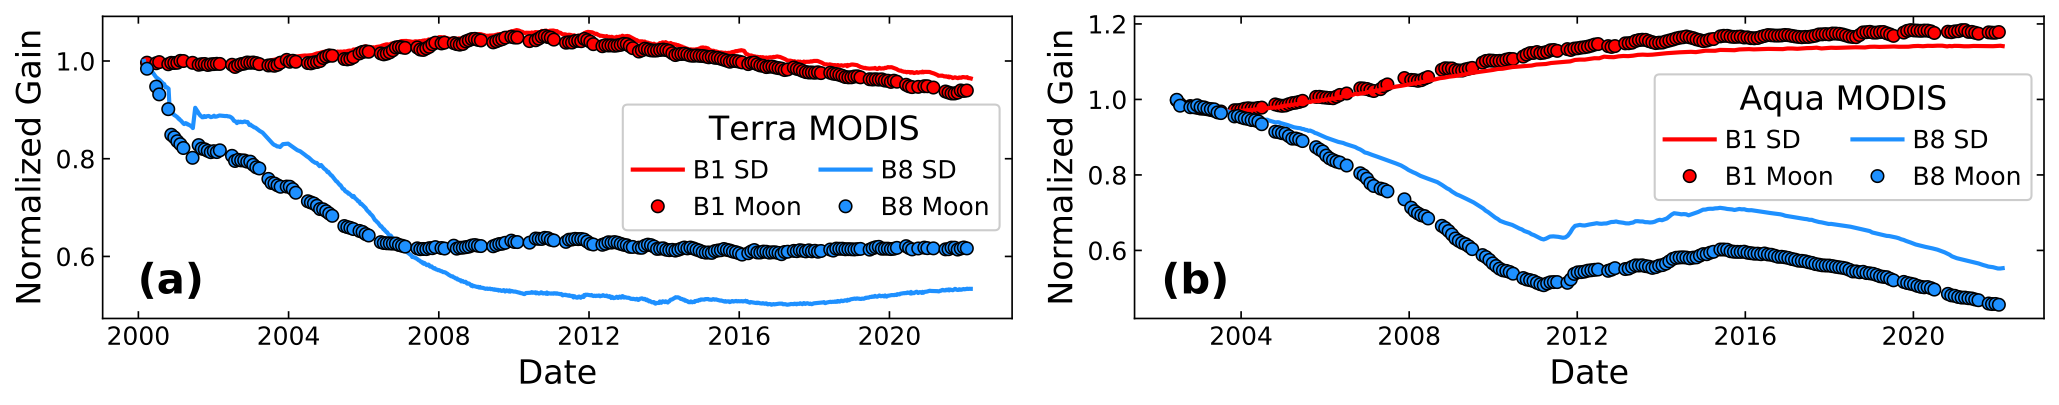 Normalized Gain
1.0
0.8
0.6
2000
2004
2008
2012
2016
2020
Date
(a)
Terra MODIS
B1 SD
B8 SD
B1 Moon
B8 Moon
Normalized Gain
1.2
1.0
0.8
0.6
2004
2008
2012
2016
2020
Date
(b)
Aqua MODIS
B1 SD
B8 SD
B1 Moon
B8 Moon